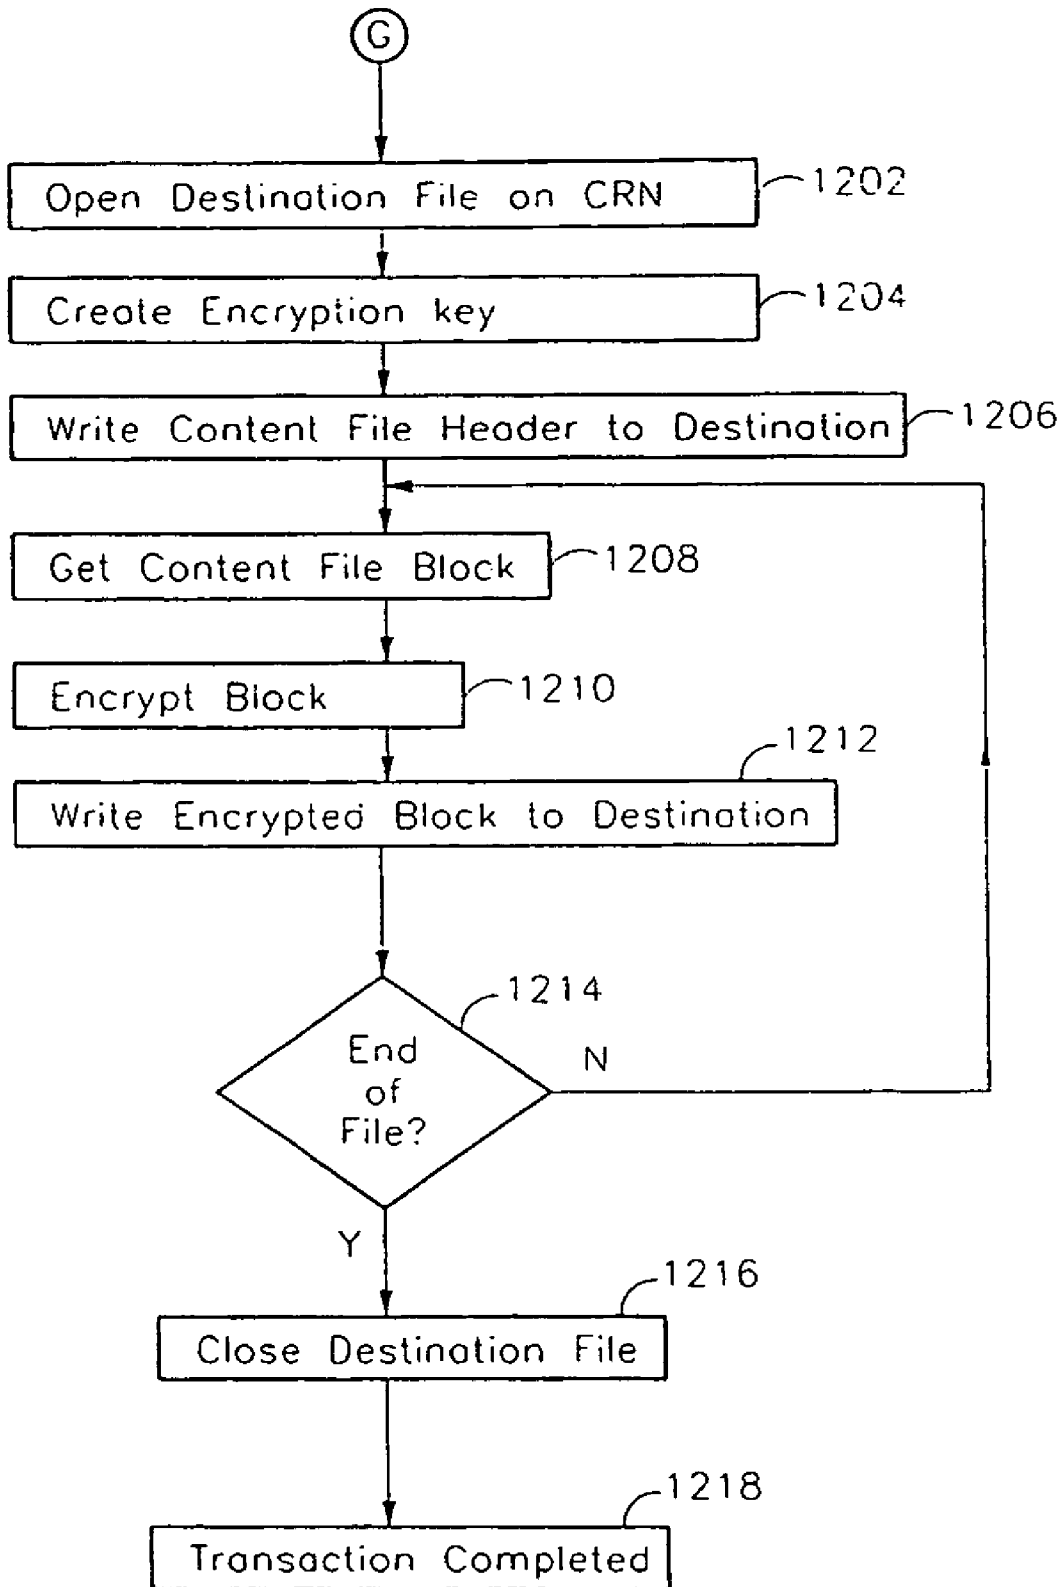 G
Open Destination File on CRN
1202
Create Encryption key
1204
Write Content File Header to Destination
1206
Get Content File Block
1208
Encrypt Block
1210
1212
Write Encrypted Block to Destination
1214
End
of
File?
N
Y
1216
Close Destination File
1218
Transaction Completed